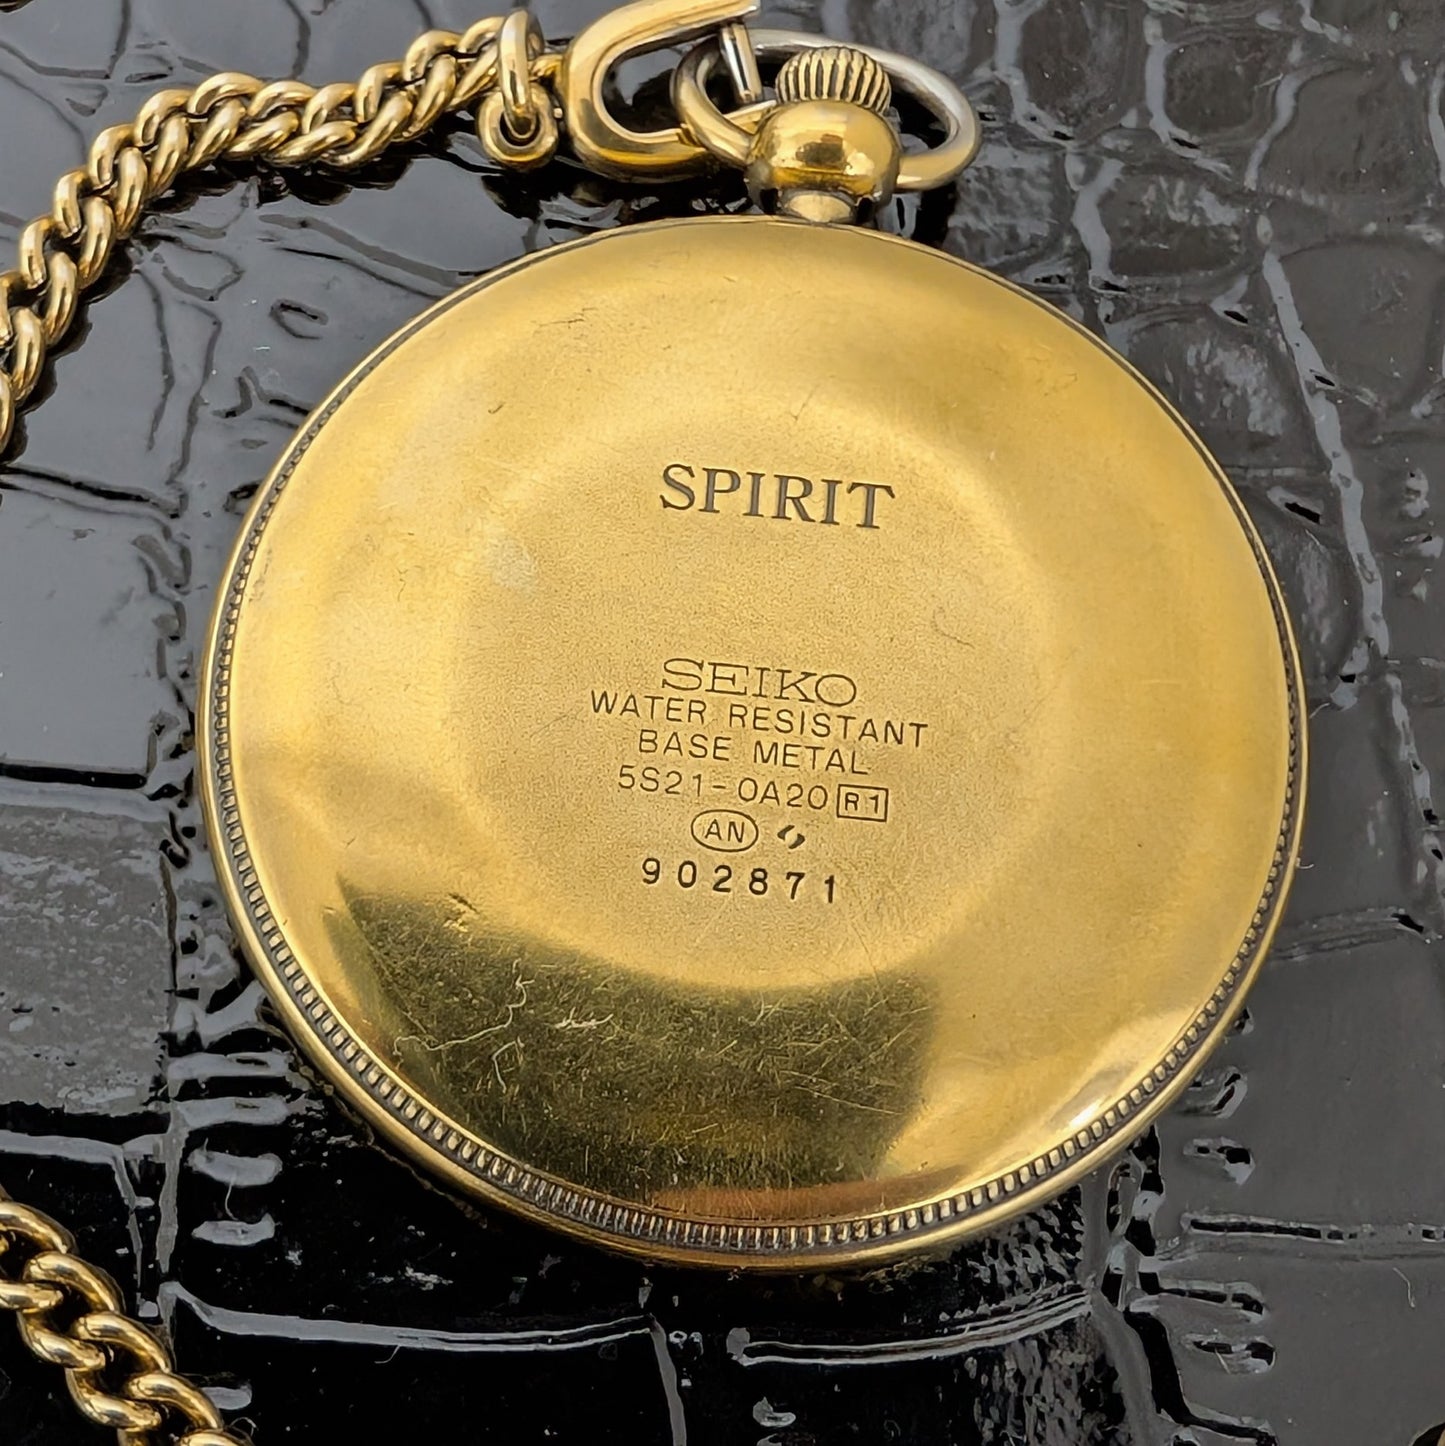 SPIRIT
SEIKO
WATER RESISTANT
BASE METAL
5S21-0A20 R1
AN
902871